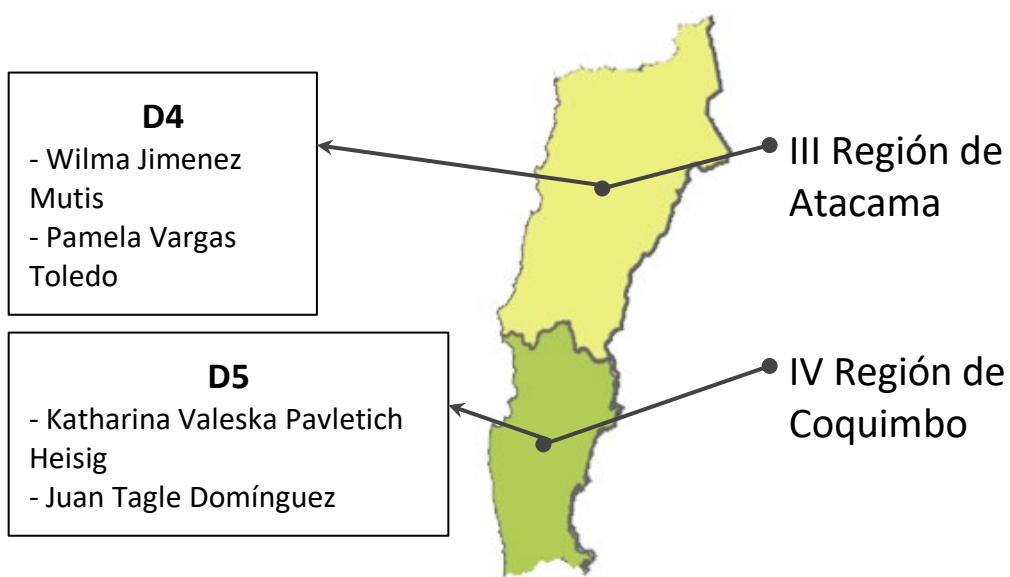 D4
- Wilma Jimenez
Mutis
- Pamela Vargas
Toledo
III Región de
Atacama
D5
- Katharina Valeska Pavletich
Heisig
- Juan Tagle Domínguez
IV Región de
Coquimbo